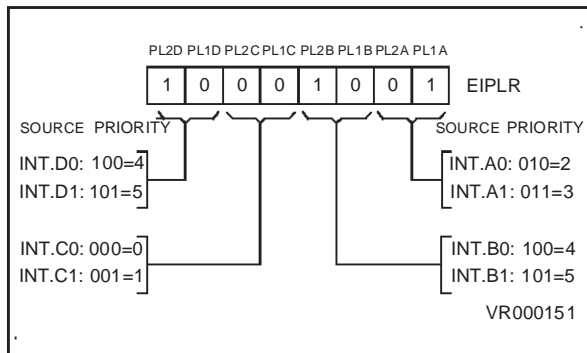 PL2D PL1D PL2C PL1C PL2B PL1B PL2A PL1A
1 0 0 0 1 0 0 1 EIPLR
SOURCE PRIORITY
INT.D0: 100=4
INT.D1: 101=5
INT.C0: 000=0
INT.C1: 001=1
SOURCE PRIORITY
INT.A0: 010=2
INT.A1: 011=3
INT.B0: 100=4
INT.B1: 101=5
VR000151